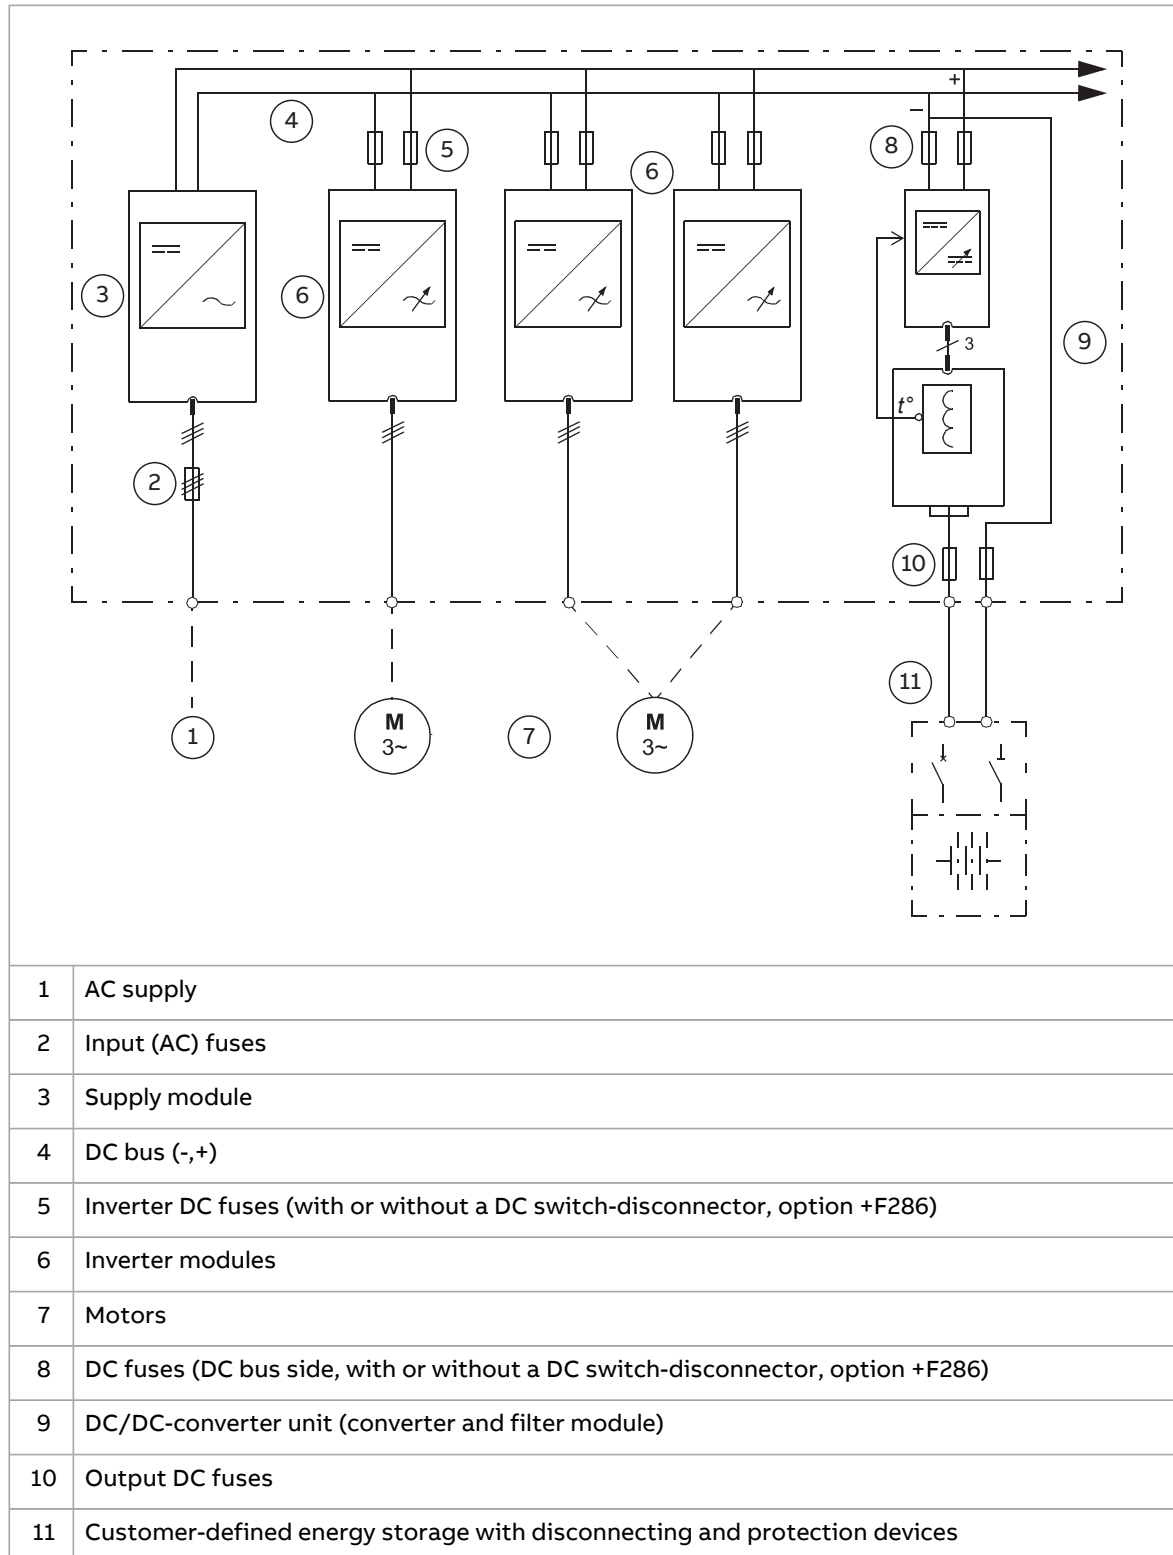 +
−
4
5
6
8
3
6
9
3
t°
2
10
11
1
M
3~
7
M
3~
1 AC supply
2 Input (AC) fuses
3 Supply module
4 DC bus (-,+)
5 Inverter DC fuses (with or without a DC switch-disconnector, option +F286)
6 Inverter modules
7 Motors
8 DC fuses (DC bus side, with or without a DC switch-disconnector, option +F286)
9 DC/DC-converter unit (converter and filter module)
10 Output DC fuses
11 Customer-defined energy storage with disconnecting and protection devices